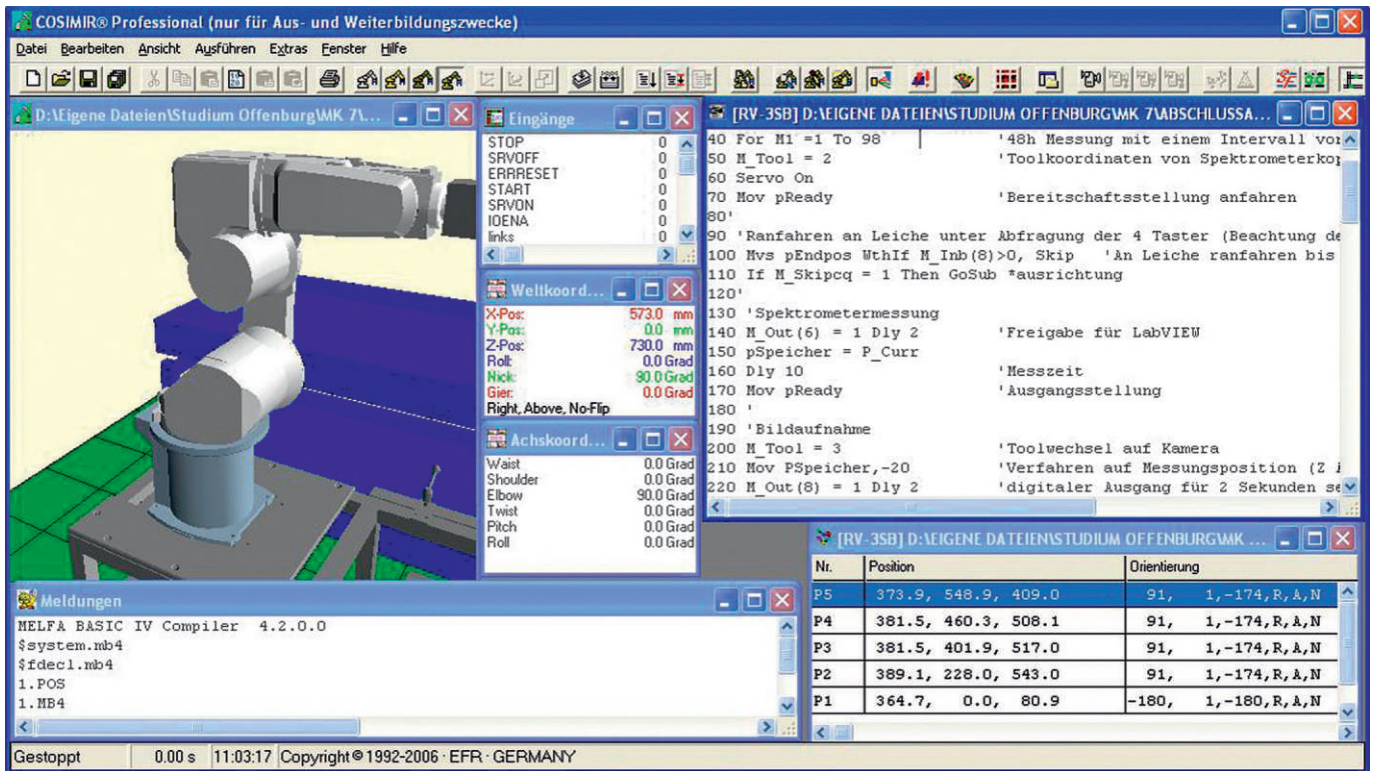 COSIMIR® Professional (nur für Aus- und Weiterbildungszwecke)
Datei Bearbeiten Ansicht Ausführen Extras Fenster Hilfe
D:\Eigene Dateien\Studium Offenburg\MK 7\...
Eingänge
STOP 0
SRVOFF 0
ERRRESET 0
START 0
SRVON 0
IOENA 0
links 0
Weltkoord...
X-Pos: 573.0 mm
Y-Pos: 0.0 mm
Z-Pos: 730.0 mm
Roll: 0.0 Grad
Nick: 90.0 Grad
Gier: 0.0 Grad
Right, Above, No-Flip
Achskoord...
Waist 0.0 Grad
Shoulder 0.0 Grad
Elbow 90.0 Grad
Twist 0.0 Grad
Pitch 0.0 Grad
Roll 0.0 Grad
[RV-3SB] D:\EIGENE DATEIEN\STUDIUM OFFENBURG\MK 7\ABSCHLUSSA...
40 For M1 =1 To 98 '48h Messung mit einem Intervall vo
50 M_Tool = 2 'Toolkoordinaten von Spektrometerko
60 Servo On
70 Mov pReady 'Bereitschaftsstellung anfahren
80'
90 'Ranfahren an Leiche unter Abfragung der 4 Taster (Beachtung de
100 Mvs pEndpos WthIf M_Inb(8)>0, Skip 'An Leiche ranfahren bis
110 If M_Skipcq = 1 Then GoSub *ausrichtung
120'
130 'Spektrometermessung
140 M_Out(6) = 1 Dly 2 'Freigabe für LabVIEW
150 pSpeicher = P_Curr
160 Dly 10 'Messzeit
170 Mov pReady 'Ausgangsstellung
180 '
190 'Bildaufnahme
200 M_Tool = 3 'Toolwechsel auf Kamera
210 Mov PSpeicher,-20 'Verfahren auf Messungsposition (Z
220 M_Out(8) = 1 Dly 2 'digitaler Ausgang für 2 Sekunden se
[RV-3SB] D:\EIGENE DATEIEN\STUDIUM OFFENBURG\MK ...
Nr. Position Orientierung
P5 373.9, 548.9, 409.0 91, 1,-174,R,A,N
P4 381.5, 460.3, 508.1 91, 1,-174,R,A,N
P3 381.5, 401.9, 517.0 91, 1,-174,R,A,N
P2 389.1, 228.0, 543.0 91, 1,-174,R,A,N
P1 364.7, 0.0, 80.9 -180, 1,-180,R,A,N
Meldungen
MELFA BASIC IV Compiler 4.2.0.0
$system.mb4
$fdecl.mb4
1.POS
1.MB4
Gestoppt 0.00 s 11:03:17 Copyright © 1992-2006 · EFR · GERMANY